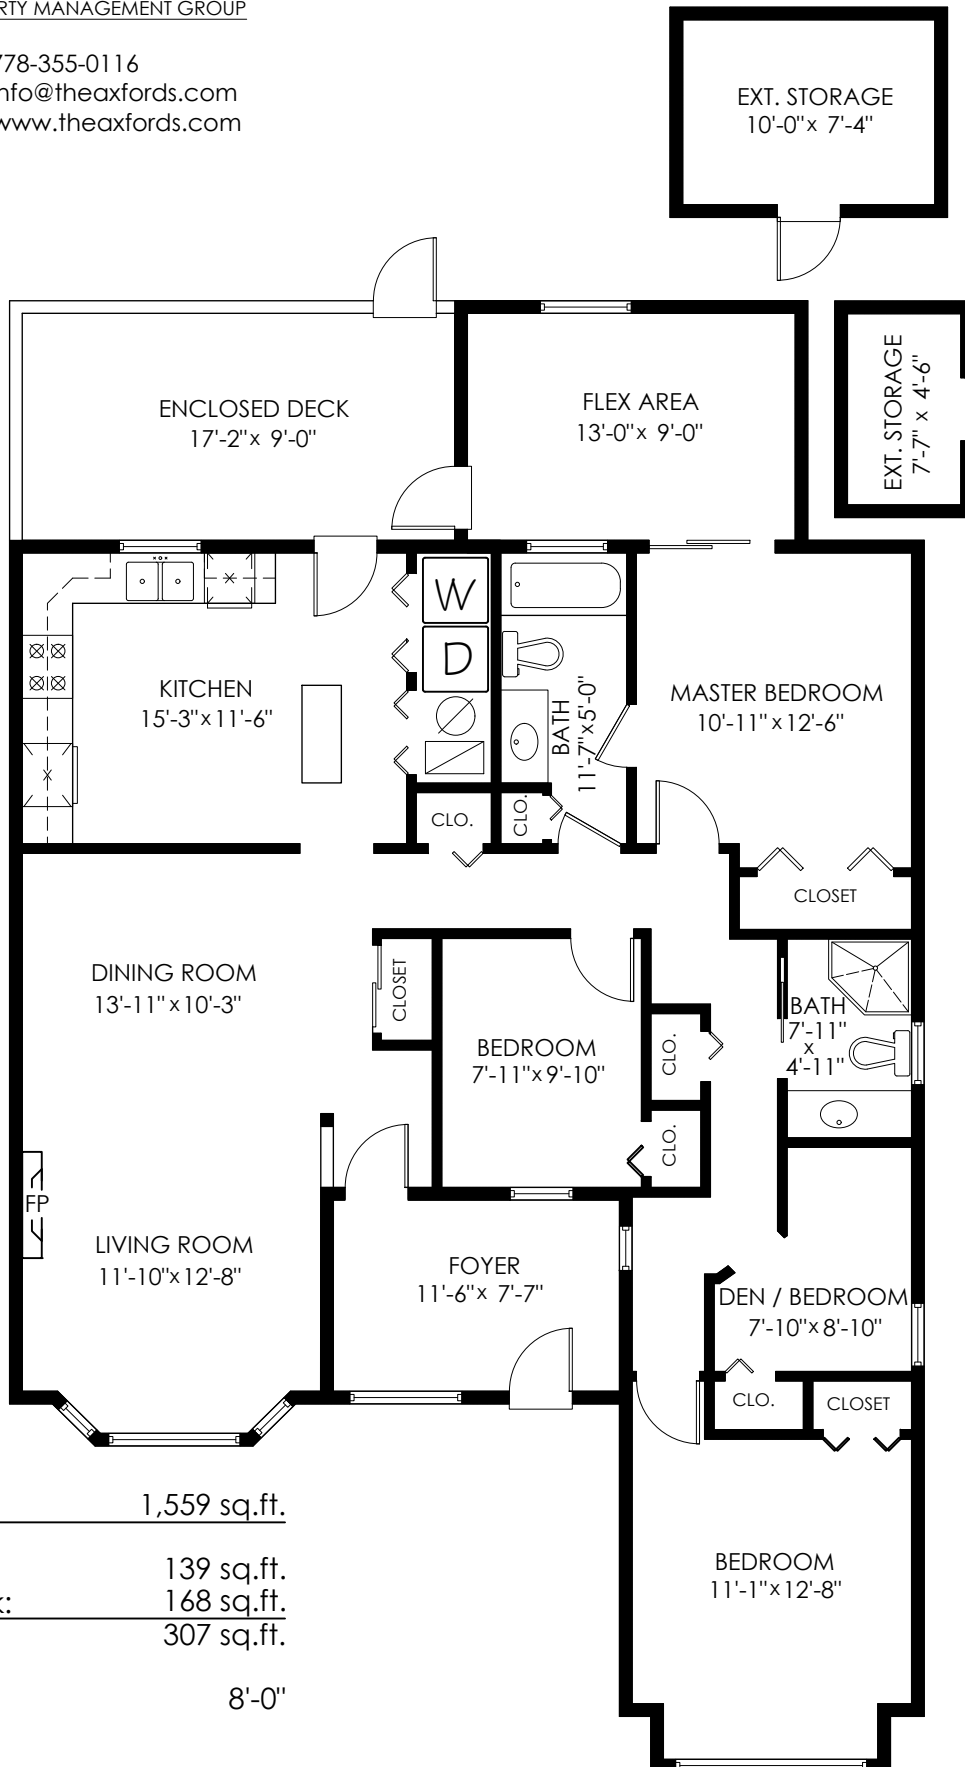 RTY MANAGEMENT GROUP
778-355-0116
nfo@theaxfords.com
www.theaxfords.com
EXT. STORAGE
10'-0"x 7'-4"
EXT. STORAGE
7'-7" x 4'-6"
ENCLOSED DECK
17'-2"x 9'-0"
FLEX AREA
13'-0"x 9'-0"
W
D
KITCHEN
15'-3"x11'-6"
BATH
11'-7"x5'-0"
MASTER BEDROOM
10'-11"x12'-6"
CLO.
CLO.
CLOSET
DINING ROOM
13'-11"x10'-3"
CLOSET
BEDROOM
7'-11"x9'-10"
CLO.
CLO.
BATH
7'-11"
x
4'-11"
FP
LIVING ROOM
11'-10"x12'-8"
FOYER
11'-6"x 7'-7"
DEN / BEDROOM
7'-10"x8'-10"
CLO.
CLOSET
BEDROOM
11'-1"x12'-8"
1,559 sq.ft.
139 sq.ft.
k: 168 sq.ft.
307 sq.ft.
8'-0"